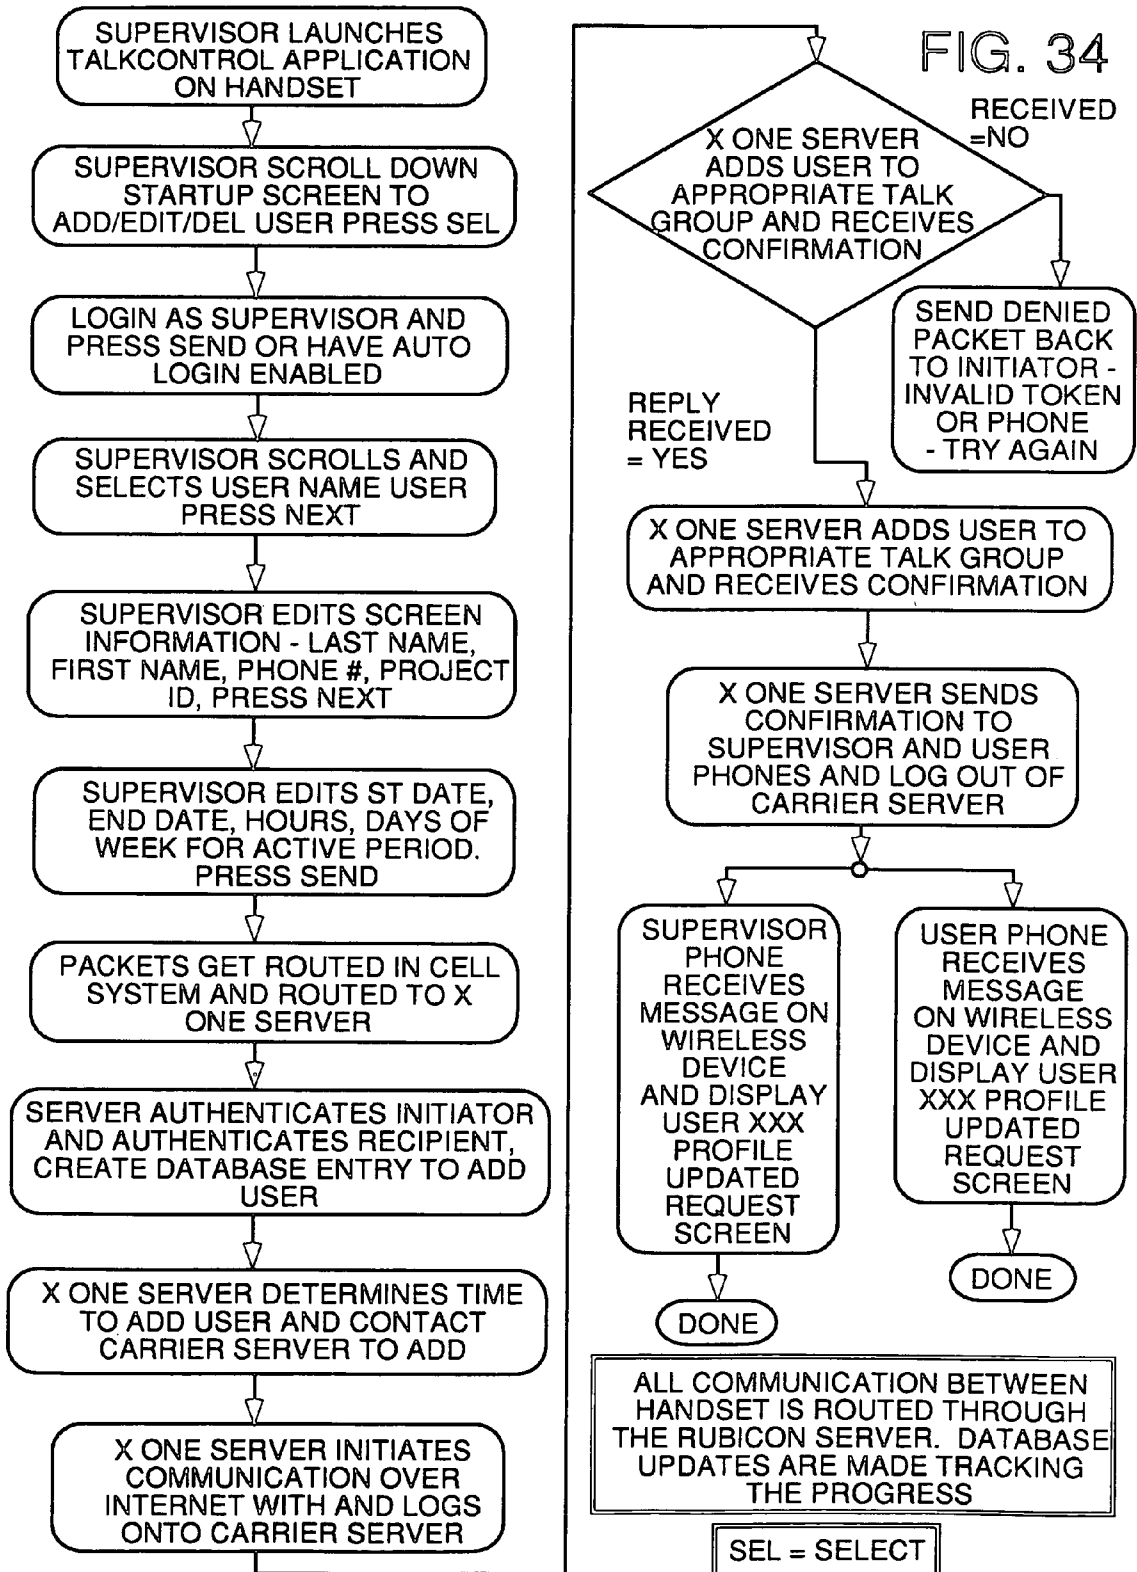 SUPERVISOR LAUNCHES
TALKCONTROL APPLICATION
ON HANDSET
SUPERVISOR SCROLL DOWN
STARTUP SCREEN TO
ADD/EDIT/DEL USER PRESS SEL
LOGIN AS SUPERVISOR AND
PRESS SEND OR HAVE AUTO
LOGIN ENABLED
SUPERVISOR SCROLLS AND
SELECTS USER NAME USER
PRESS NEXT
SUPERVISOR EDITS SCREEN
INFORMATION - LAST NAME,
FIRST NAME, PHONE #, PROJECT
ID, PRESS NEXT
SUPERVISOR EDITS ST DATE,
END DATE, HOURS, DAYS OF
WEEK FOR ACTIVE PERIOD.
PRESS SEND
PACKETS GET ROUTED IN CELL
SYSTEM AND ROUTED TO X
ONE SERVER
SERVER AUTHENTICATES INITIATOR
AND AUTHENTICATES RECIPIENT,
CREATE DATABASE ENTRY TO ADD
USER
X ONE SERVER DETERMINES TIME
TO ADD USER AND CONTACT
CARRIER SERVER TO ADD
X ONE SERVER INITIATES
COMMUNICATION OVER
INTERNET WITH AND LOGS
ONTO CARRIER SERVER
FIG. 34
X ONE SERVER
ADDS USER TO
APPROPRIATE TALK
GROUP AND RECEIVES
CONFIRMATION
RECEIVED
=NO
SEND DENIED
PACKET BACK
TO INITIATOR -
INVALID TOKEN
OR PHONE
- TRY AGAIN
REPLY
RECEIVED
= YES
X ONE SERVER ADDS USER TO
APPROPRIATE TALK GROUP
AND RECEIVES CONFIRMATION
X ONE SERVER SENDS
CONFIRMATION TO
SUPERVISOR AND USER
PHONES AND LOG OUT OF
CARRIER SERVER
SUPERVISOR
PHONE
RECEIVES
MESSAGE ON
WIRELESS
DEVICE
AND DISPLAY
USER XXX
PROFILE
UPDATED
REQUEST
SCREEN
DONE
USER PHONE
RECEIVES
MESSAGE
ON WIRELESS
DEVICE AND
DISPLAY USER
XXX PROFILE
UPDATED
REQUEST
SCREEN
DONE
ALL COMMUNICATION BETWEEN
HANDSET IS ROUTED THROUGH
THE RUBICON SERVER. DATABASE
UPDATES ARE MADE TRACKING
THE PROGRESS
SEL = SELECT